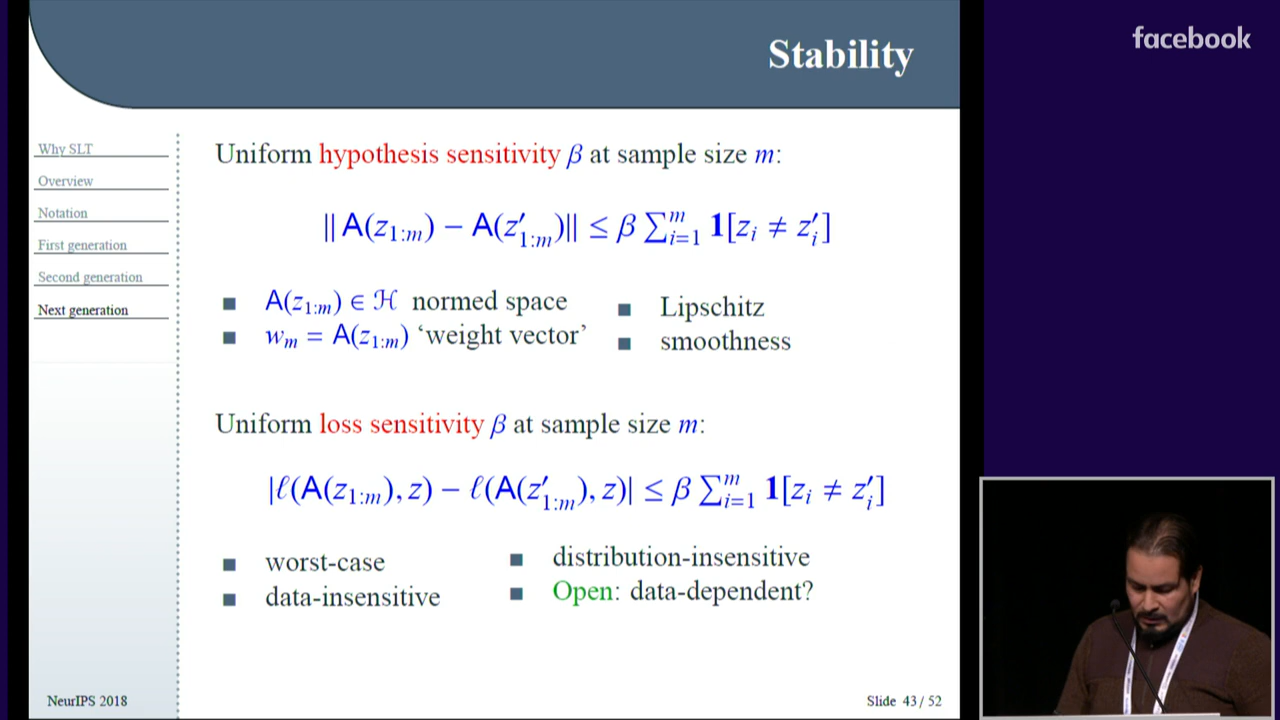 facebook
Stability
Why SLT
Overview
Notation
First generation
Second generation
Next generation
Uniform hypothesis sensitivity β at sample size m:
|| A(z₁:ₘ) − A(z′₁:ₘ)|| ≤ β ∑ᵐᵢ₌₁ 1[zᵢ ≠ z′ᵢ]
■ A(z₁:ₘ) ∈ ℋ normed space
■ wₘ = A(z₁:ₘ) ‘weight vector’
■ Lipschitz
■ smoothness
Uniform loss sensitivity β at sample size m:
|ℓ(A(z₁:ₘ), z) − ℓ(A(z′₁:ₘ), z)| ≤ β ∑ᵐᵢ₌₁ 1[zᵢ ≠ z′ᵢ]
■ worst-case
■ data-insensitive
■ distribution-insensitive
■ Open: data-dependent?
NeurIPS 2018
Slide 43 / 52